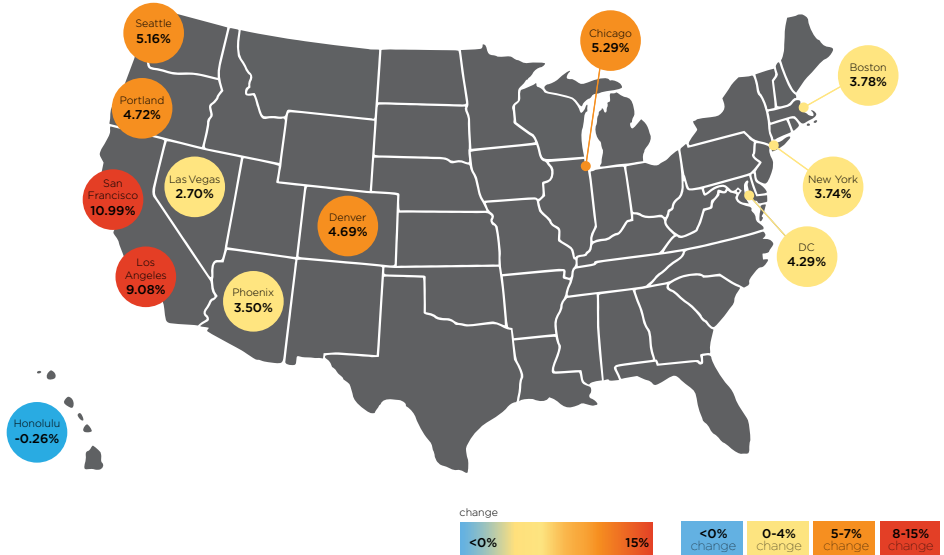 Seattle
5.16%
Portland
4.72%
San
Francisco
10.99%
Las Vegas
2.70%
Los
Angeles
9.08%
Phoenix
3.50%
Denver
4.69%
Chicago
5.29%
Boston
3.78%
New York
3.74%
DC
4.29%
Honolulu
-0.26%
change
<0%
15%
<0%
change
0-4%
change
5-7%
change
8-15%
change